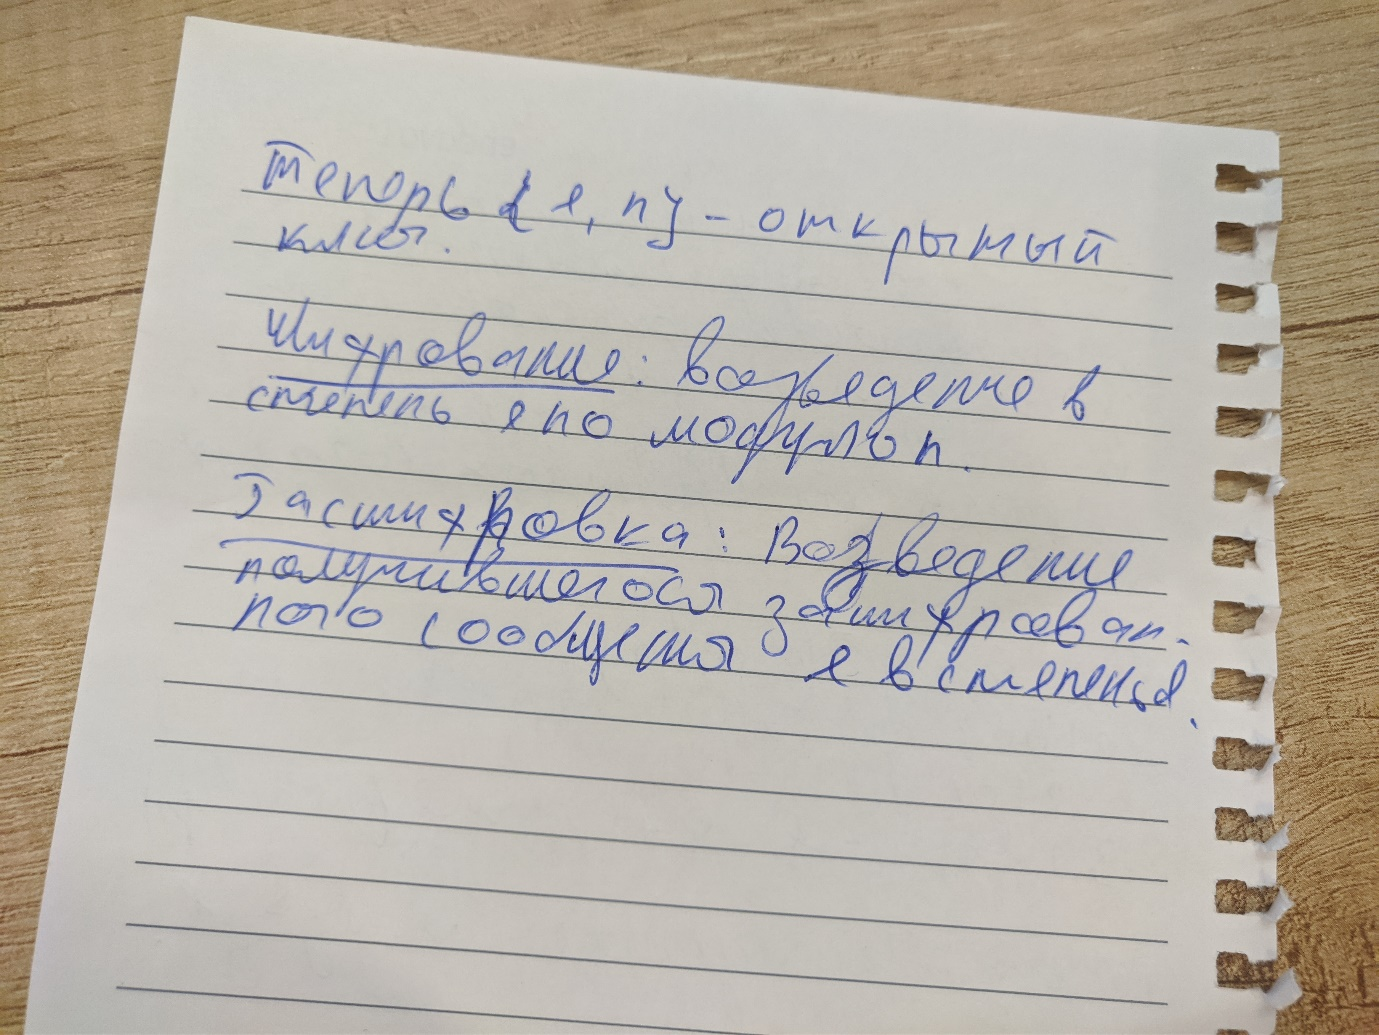 Теперь {e, n} - открытый
ключ.
Шифрование: возведение в
степень e по модулю n.
Расшифровка: Возведение
получившегося зашифрован-
ного сообщения e в степень d.